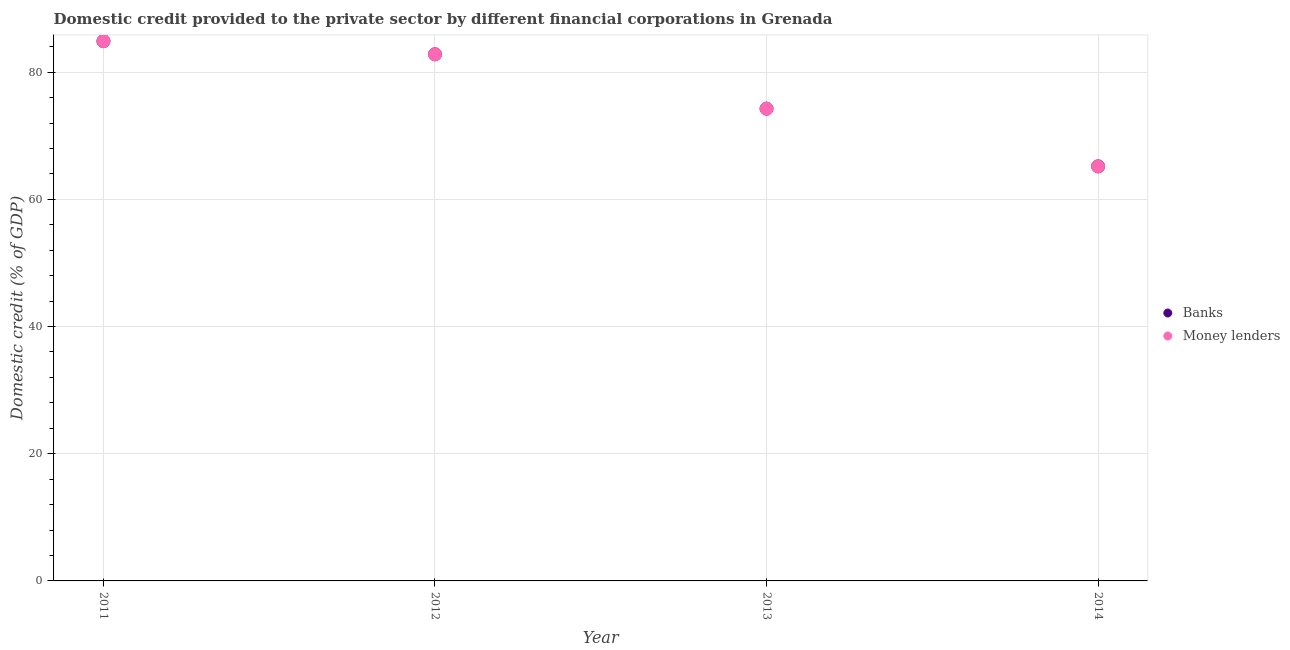 Domestic credit provided to the private sector by different financial corporations in Grenada
Domestic credit (% of GDP)
80
60
40
20
0
2011
2012
2013
2014
Year
Banks
Money lenders